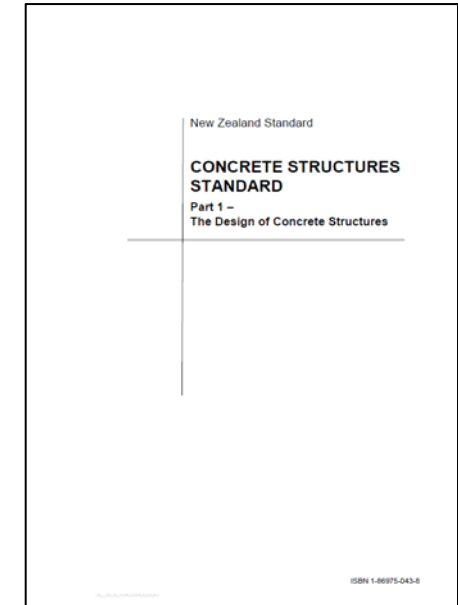 New Zealand Standard
CONCRETE STRUCTURES
STANDARD
Part 1 –
The Design of Concrete Structures
ISBN 1-86975-043-8